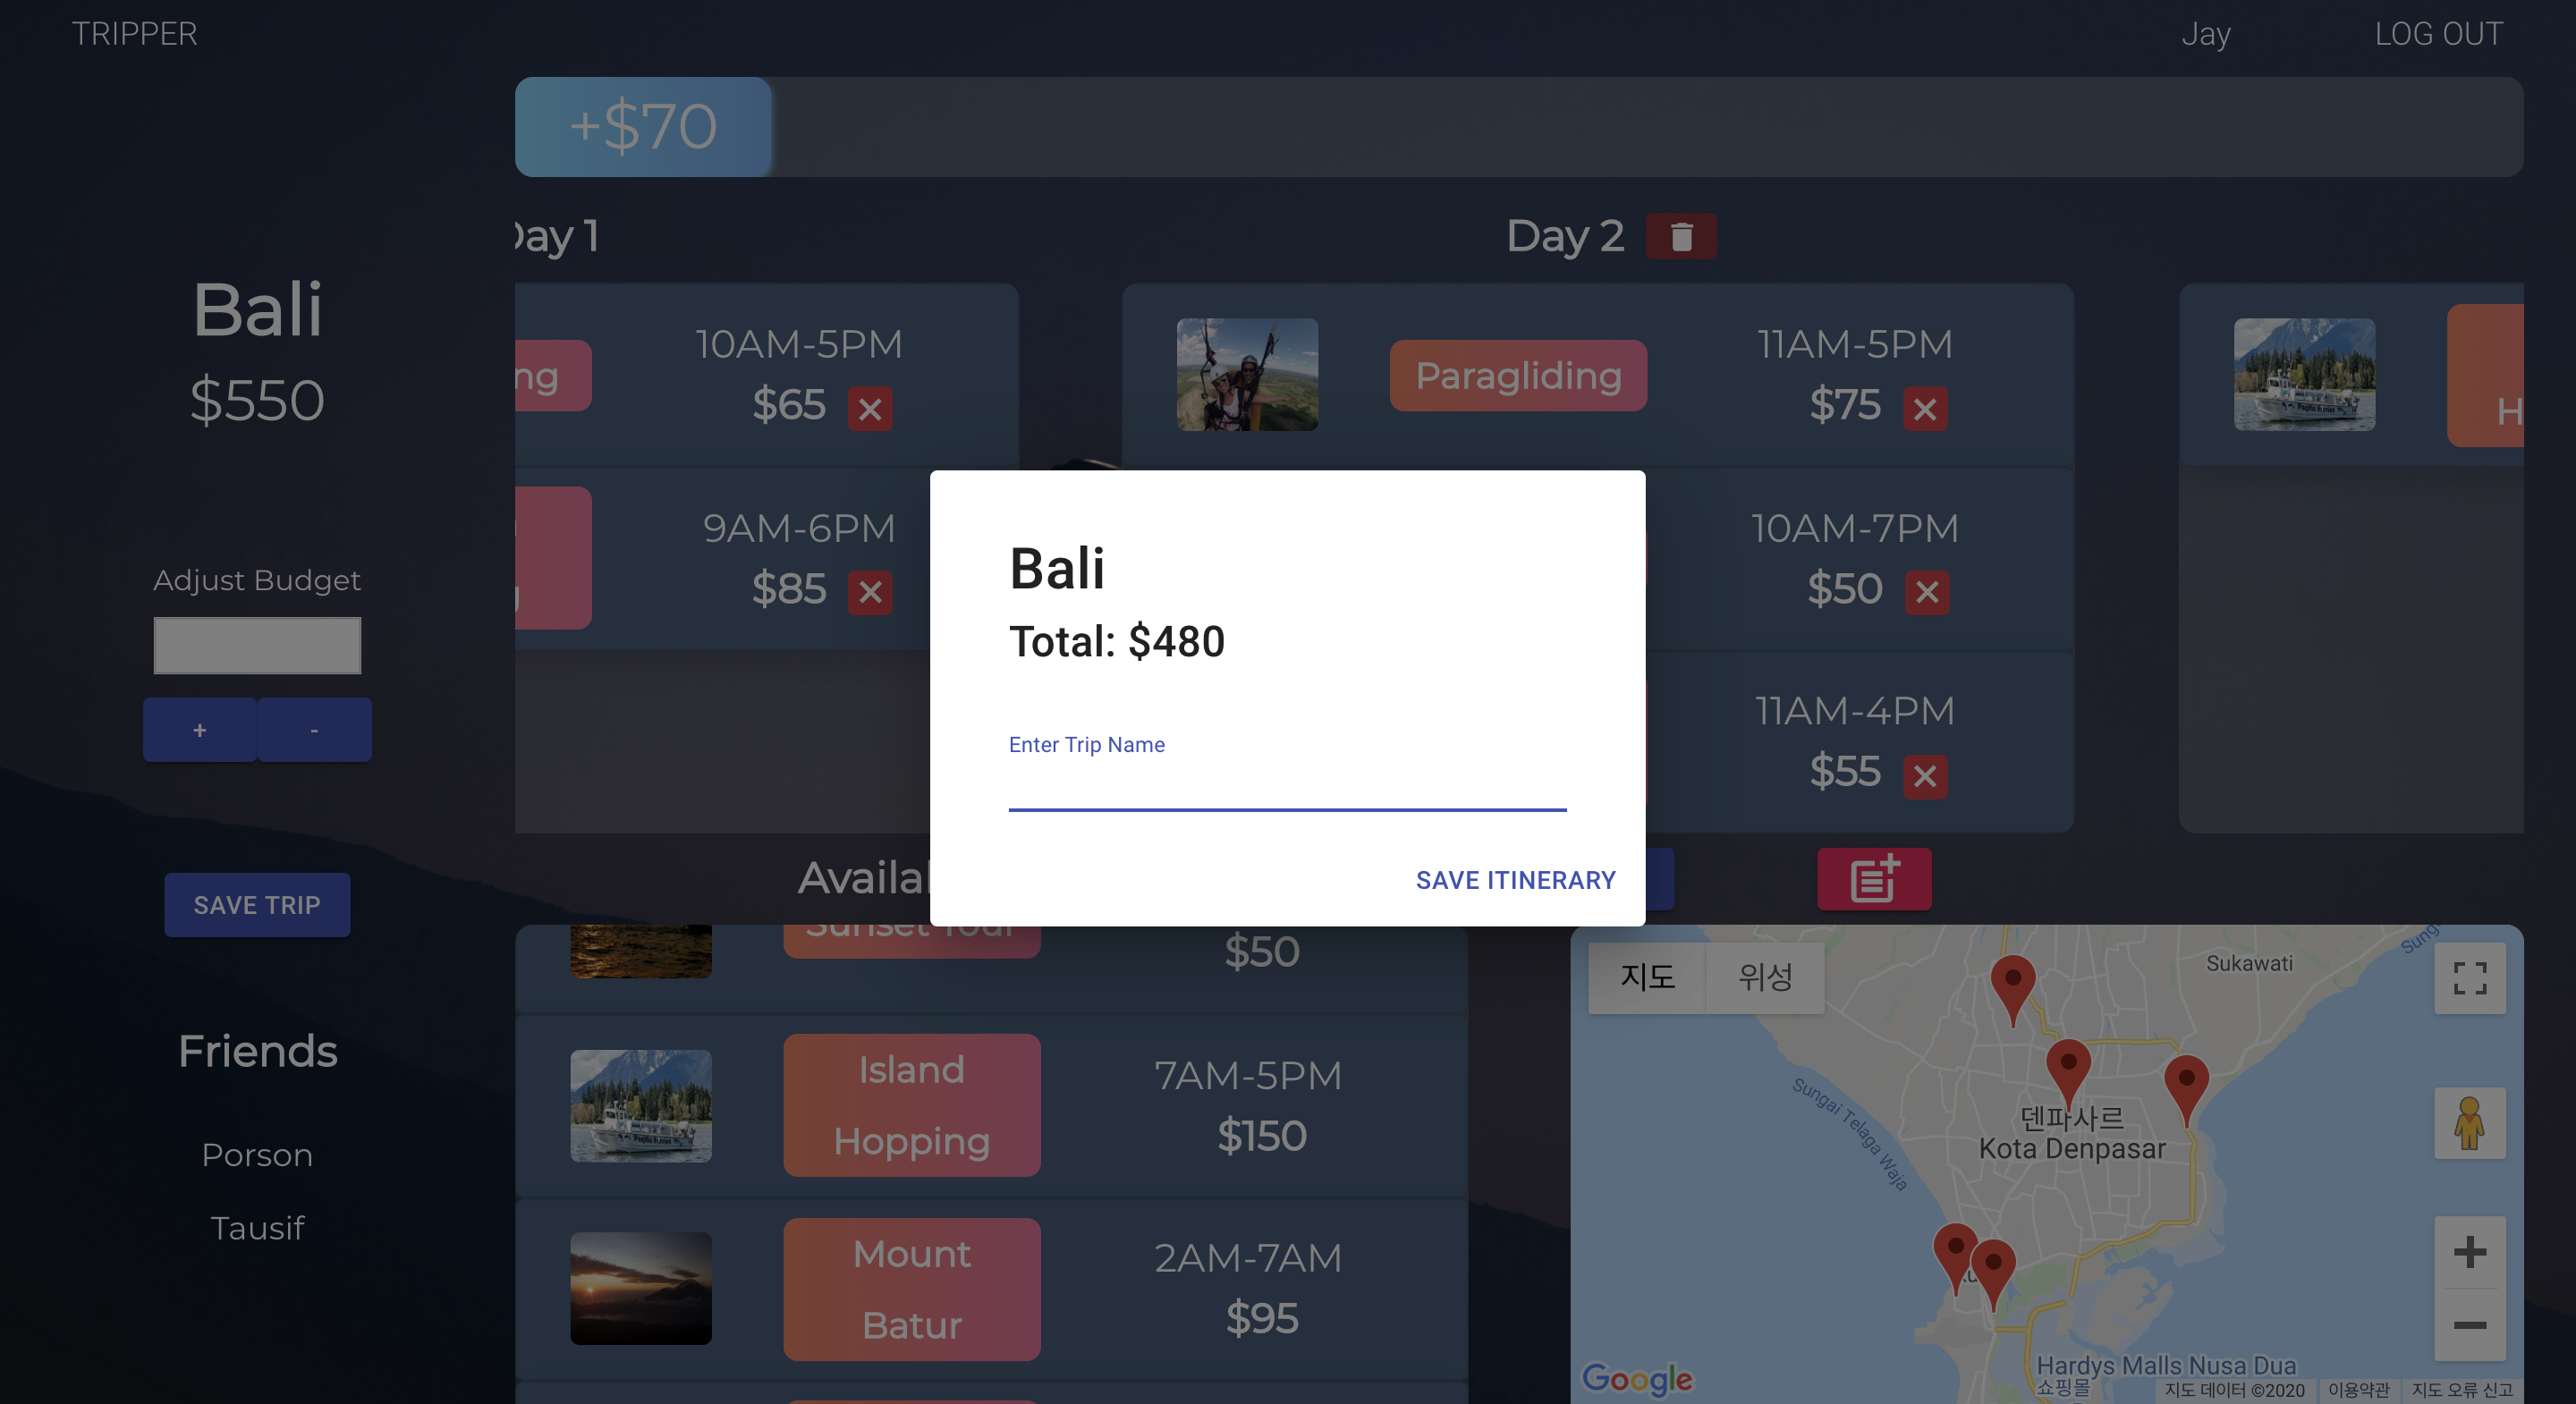 TRIPPER
Jay
LOG OUT
+$70
Day 1
Day 2
Bali
$550
ng
10AM-5PM
$65
Paragliding
11AM-5PM
$75
H
9AM-6PM
$85
10AM-7PM
$50
11AM-4PM
$55
Adjust Budget
+
-
SAVE TRIP
Friends
Porson
Tausif
Bali
Total: $480
Enter Trip Name
SAVE ITINERARY
Sunset Tour
$50
Island
Hopping
7AM-5PM
$150
Mount
Batur
2AM-7AM
$95
지도
위성
Sukawati
Sung
Sungai Telaga Waja
덴파사르
Kota Denpasar
Hardys Malls Nusa Dua
쇼핑몰
Google
지도 데이터 ©2020
이용약관
지도 오류 신고